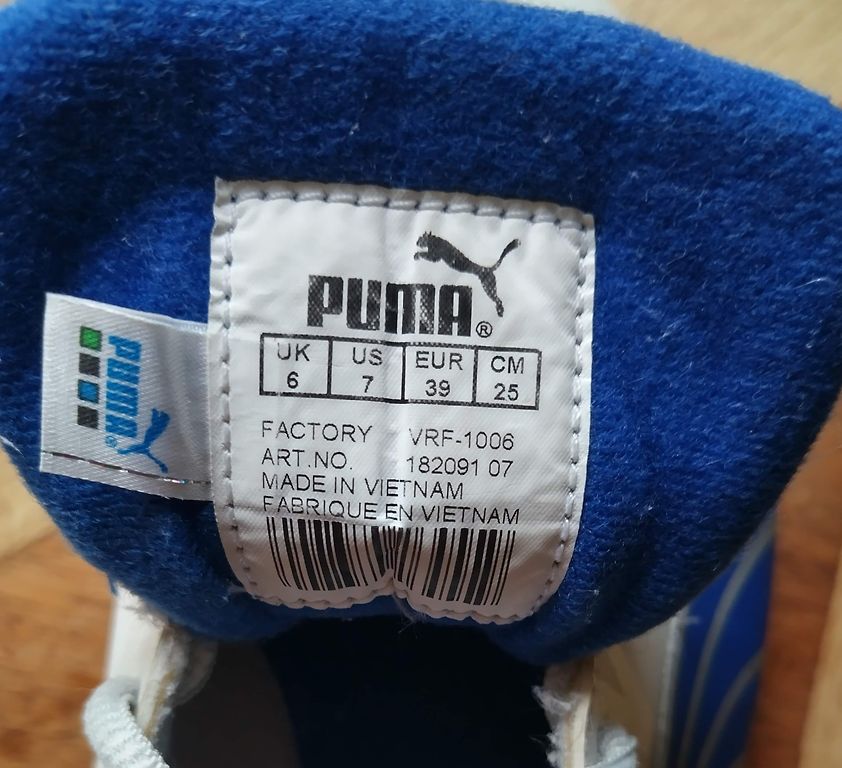 PUMA®
UK US EUR CM
6 7 39 25
FACTORY VRF-1006
ART.NO. 182091 07
MADE IN VIETNAM
FABRIQUE EN VIETNAM
PUMA®